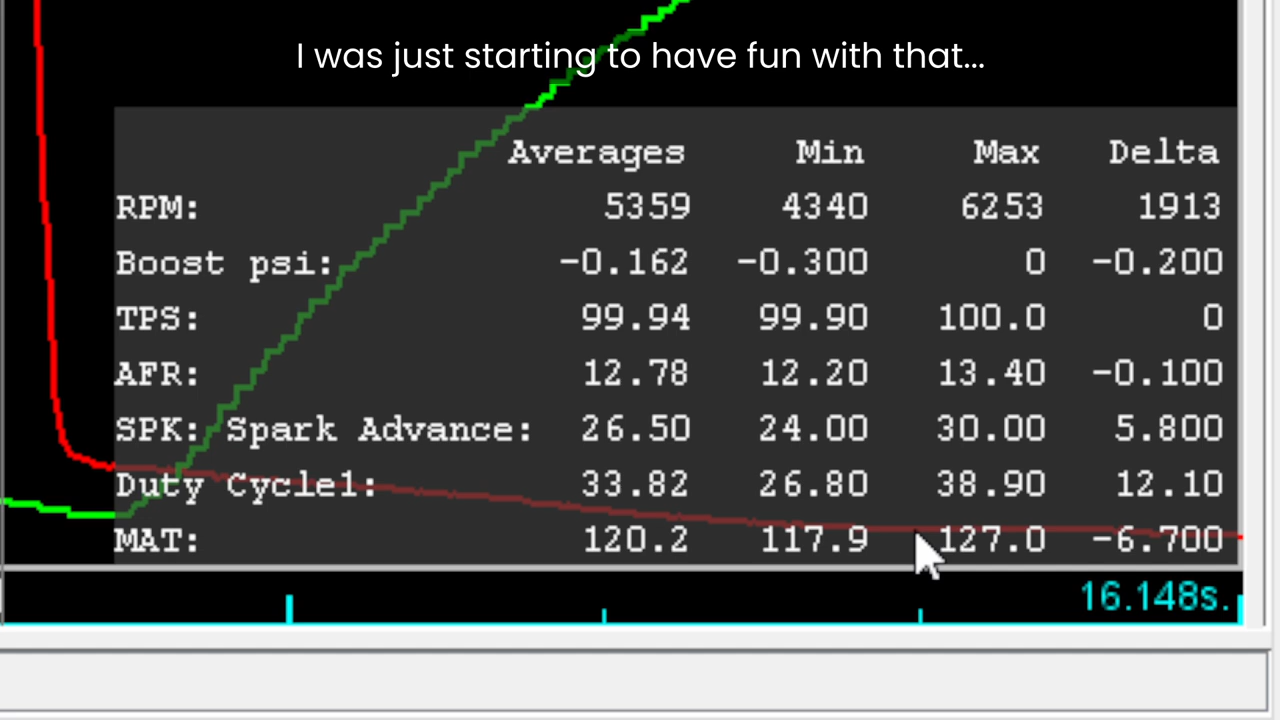 I was just starting to have fun with that...
Averages Min Max Delta
RPM: 5359 4340 6253 1913
Boost psi: -0.162 -0.300 0 -0.200
TPS: 99.94 99.90 100.0 0
AFR: 12.78 12.20 13.40 -0.100
SPK: Spark Advance: 26.50 24.00 30.00 5.800
Duty Cycle1: 33.82 26.80 38.90 12.10
MAT: 120.2 117.9 127.0 -6.700
16.148s.